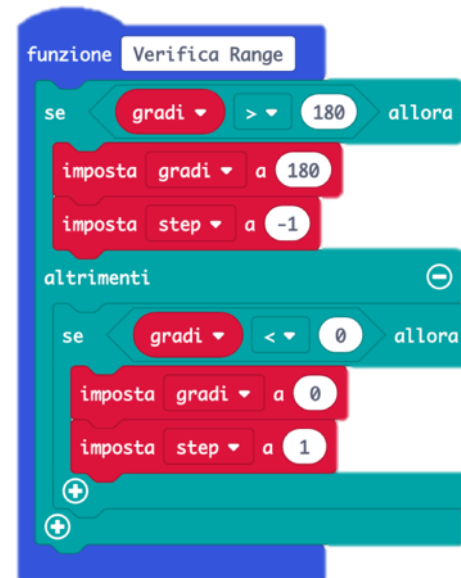 funzione Verifica Range
se gradi > 180 allora
imposta gradi a 180
imposta step a -1
altrimenti
se gradi < 0 allora
imposta gradi a 0
imposta step a 1